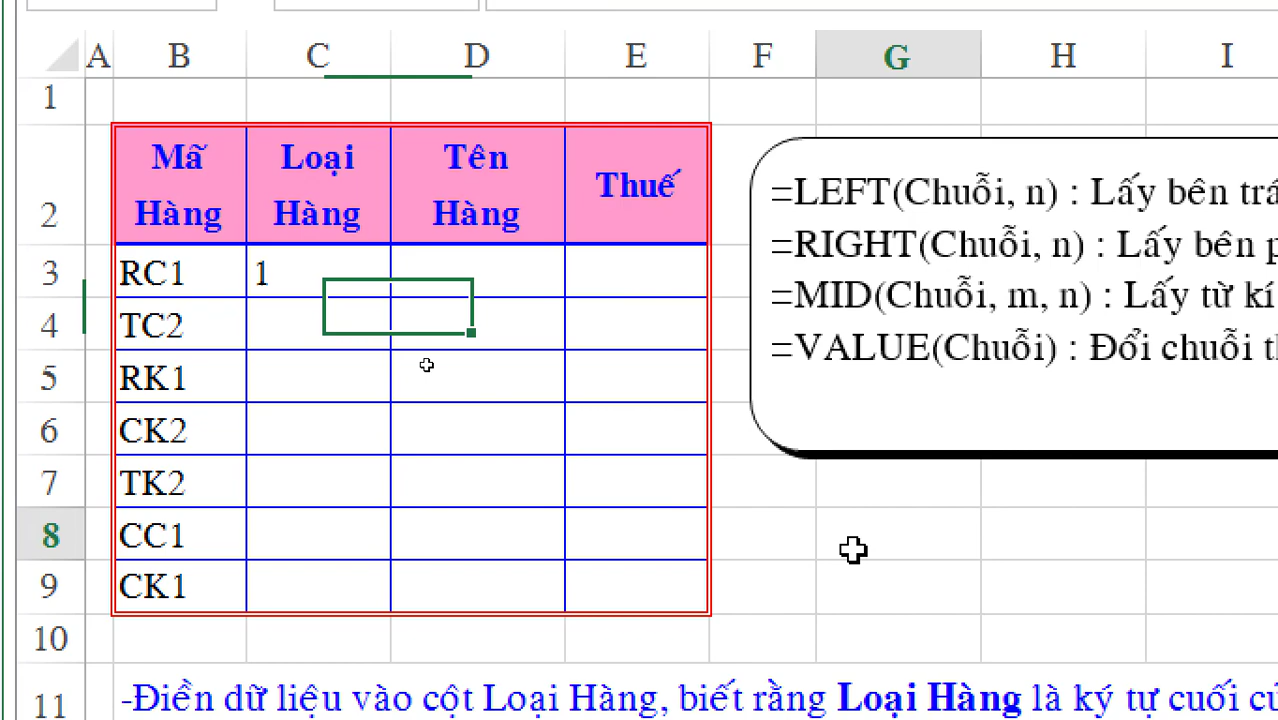 A B C D E F G H I
1
Mã Hàng Loại Hàng Tên Hàng Thuế
2
3 RC1 1
4 TC2
5 RK1
6 CK2
7 TK2
8 CC1
9 CK1
10
11 -Điền dữ liệu vào cột Loại Hàng, biết rằng Loại Hàng là ký tự cuối
=LEFT(Chuỗi, n) : Lấy bên
=RIGHT(Chuỗi, n) : Lấy bên
=MID(Chuỗi, m, n) : Lấy từ kí
=VALUE(Chuỗi) : Đổi chuỗi